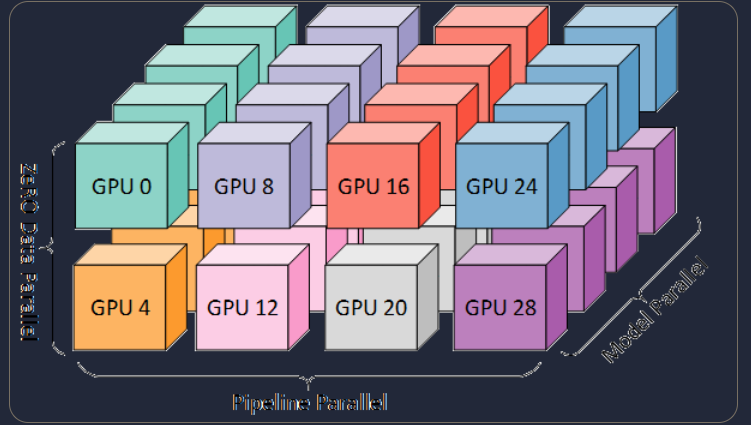 GPU 0
GPU 8
GPU 16
GPU 24
ZeRO Data Parallel
GPU 4
GPU 12
GPU 20
GPU 28
Model Parallel
Pipeline Parallel